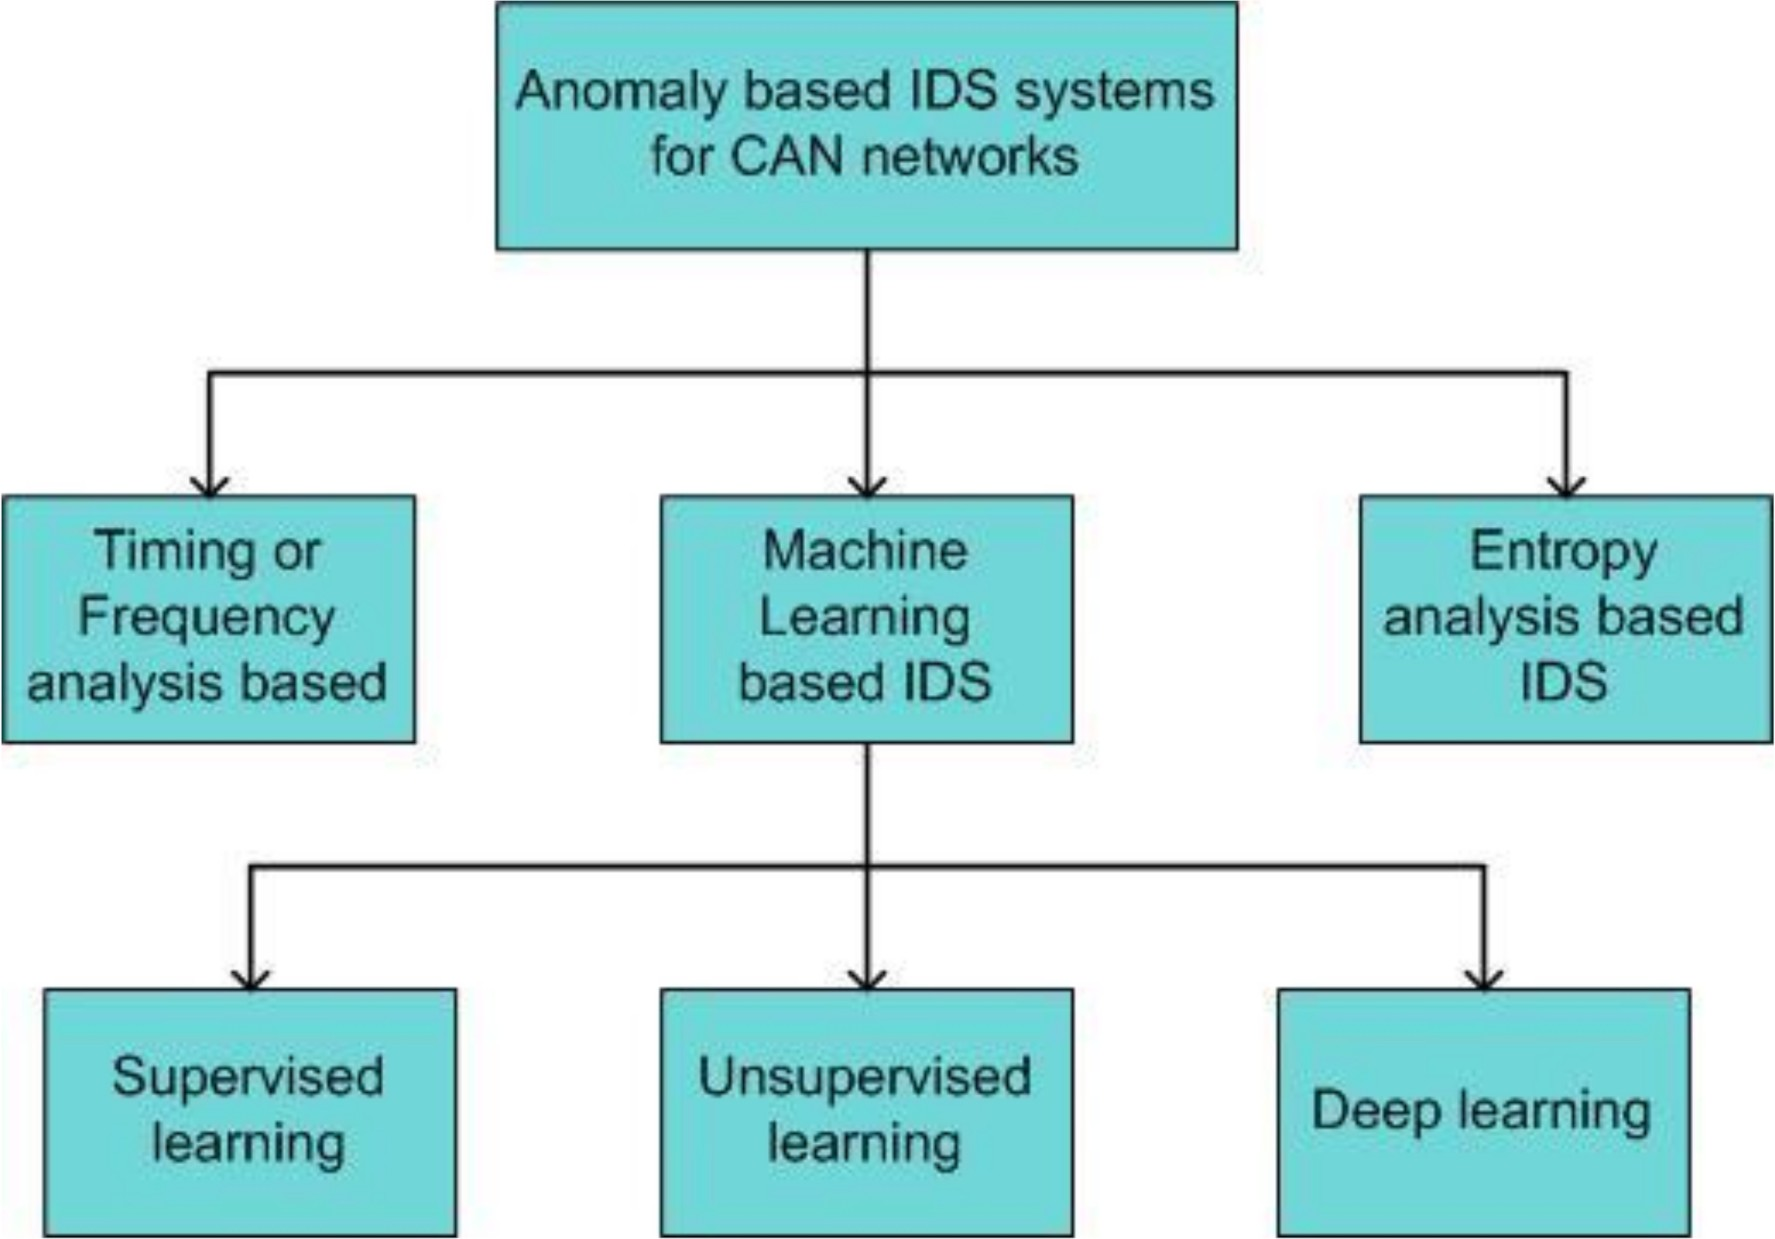 Anomaly based IDS systems
for CAN networks
Timing or
Frequency
analysis based
Machine
Learning
based IDS
Entropy
analysis based
IDS
Supervised
learning
Unsupervised
learning
Deep learning